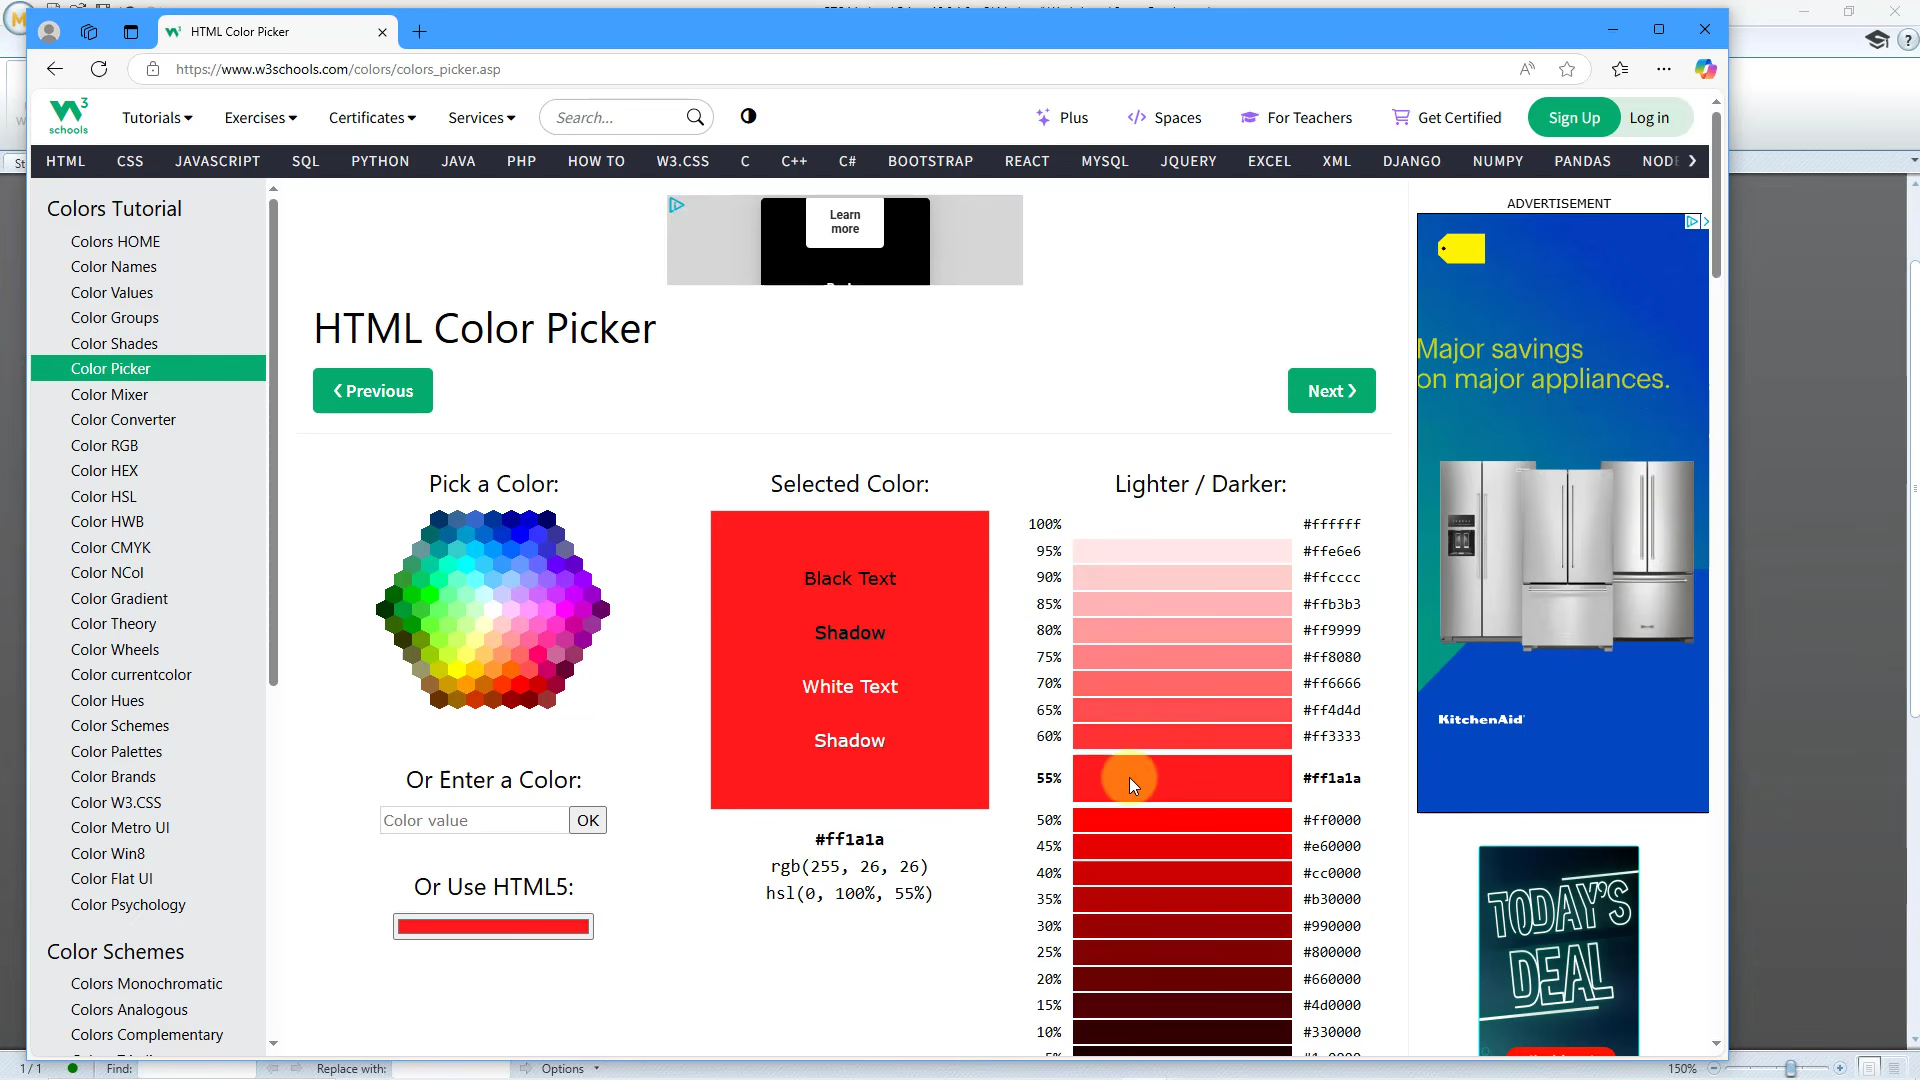 HTML Color Picker
https://www.w3schools.com/colors/colors_picker.asp
schools
Tutorials
Exercises
Certificates
Services
Search...
Plus
Spaces
For Teachers
Get Certified
Sign Up
Log in
HTML CSS JAVASCRIPT SQL PYTHON JAVA PHP HOW TO W3.CSS C C++ C# BOOTSTRAP REACT MYSQL JQUERY EXCEL XML DJANGO NUMPY PANDAS
Colors Tutorial
Colors HOME
Color Names
Color Values
Color Groups
Color Shades
Color Picker
Color Mixer
Color Converter
Color RGB
Color HEX
Color HSL
Color HWB
Color CMYK
Color NCol
Color Gradient
Color Theory
Color Wheels
Color currentcolor
Color Hues
Color Schemes
Color Palettes
Color Brands
Color W3.CSS
Color Metro UI
Color Win8
Color Flat UI
Color Psychology
Color Schemes
Colors Monochromatic
Colors Analogous
Colors Complementary
Learn
more
HTML Color Picker
❮ Previous
Next ❯
Pick a Color:
Or Enter a Color:
Color value
OK
Or Use HTML5:
Selected Color:
Black Text
Shadow
White Text
Shadow
#ff1a1a
rgb(255, 26, 26)
hsl(0, 100%, 55%)
Lighter / Darker:
100% #ffffff
95% #ffe6e6
90% #ffcccc
85% #ffb3b3
80% #ff9999
75% #ff8080
70% #ff6666
65% #ff4d4d
60% #ff3333
55% #ff1a1a
50% #ff0000
45% #e60000
40% #cc0000
35% #b30000
30% #990000
25% #800000
20% #660000
15% #4d0000
10% #330000
ADVERTISEMENT
Major savings
on major appliances.
KitchenAid
TODAY'S
DEAL
1 / 1
Find:
Replace with:
Options
150%